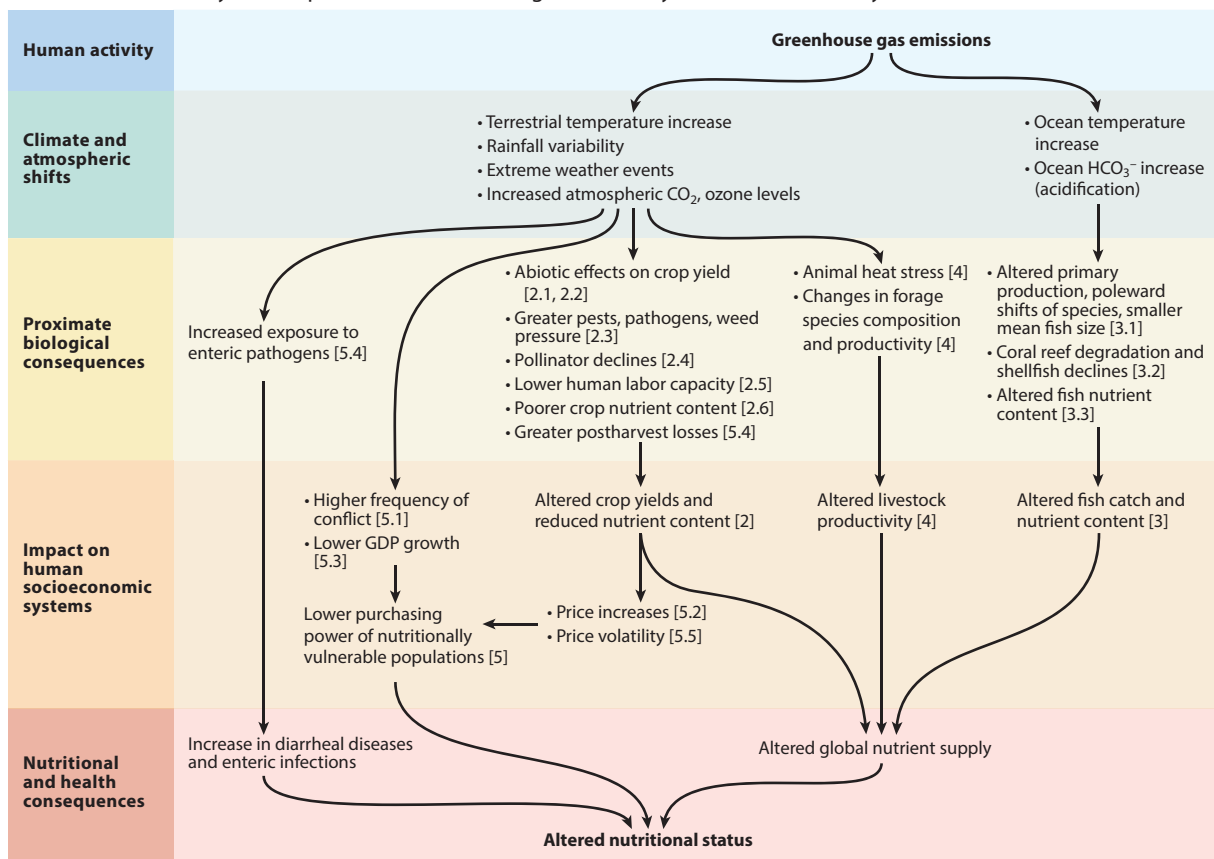 Human activity
Greenhouse gas emissions
Climate and
atmospheric
shifts
• Terrestrial temperature increase
• Rainfall variability
• Extreme weather events
• Increased atmospheric CO₂, ozone levels
• Ocean temperature
increase
• Ocean HCO₃⁻ increase
(acidification)
Proximate
biological
consequences
Increased exposure to
enteric pathogens [5.4]
• Abiotic effects on crop yield
[2.1, 2.2]
• Greater pests, pathogens, weed
pressure [2.3]
• Pollinator declines [2.4]
• Lower human labor capacity [2.5]
• Poorer crop nutrient content [2.6]
• Greater postharvest losses [5.4]
• Animal heat stress [4]
• Changes in forage
species composition
and productivity [4]
• Altered primary
production, poleward
shifts of species, smaller
mean fish size [3.1]
• Coral reef degradation and
shellfish declines [3.2]
• Altered fish nutrient
content [3.3]
Impact on
human
socioeconomic
systems
• Higher frequency of
conflict [5.1]
• Lower GDP growth
[5.3]
Altered crop yields and
reduced nutrient content [2]
Altered livestock
productivity [4]
Altered fish catch and
nutrient content [3]
Lower purchasing
power of nutritionally
vulnerable populations [5]
• Price increases [5.2]
• Price volatility [5.5]
Nutritional
and health
consequences
Increase in diarrheal diseases
and enteric infections
Altered global nutrient supply
Altered nutritional status